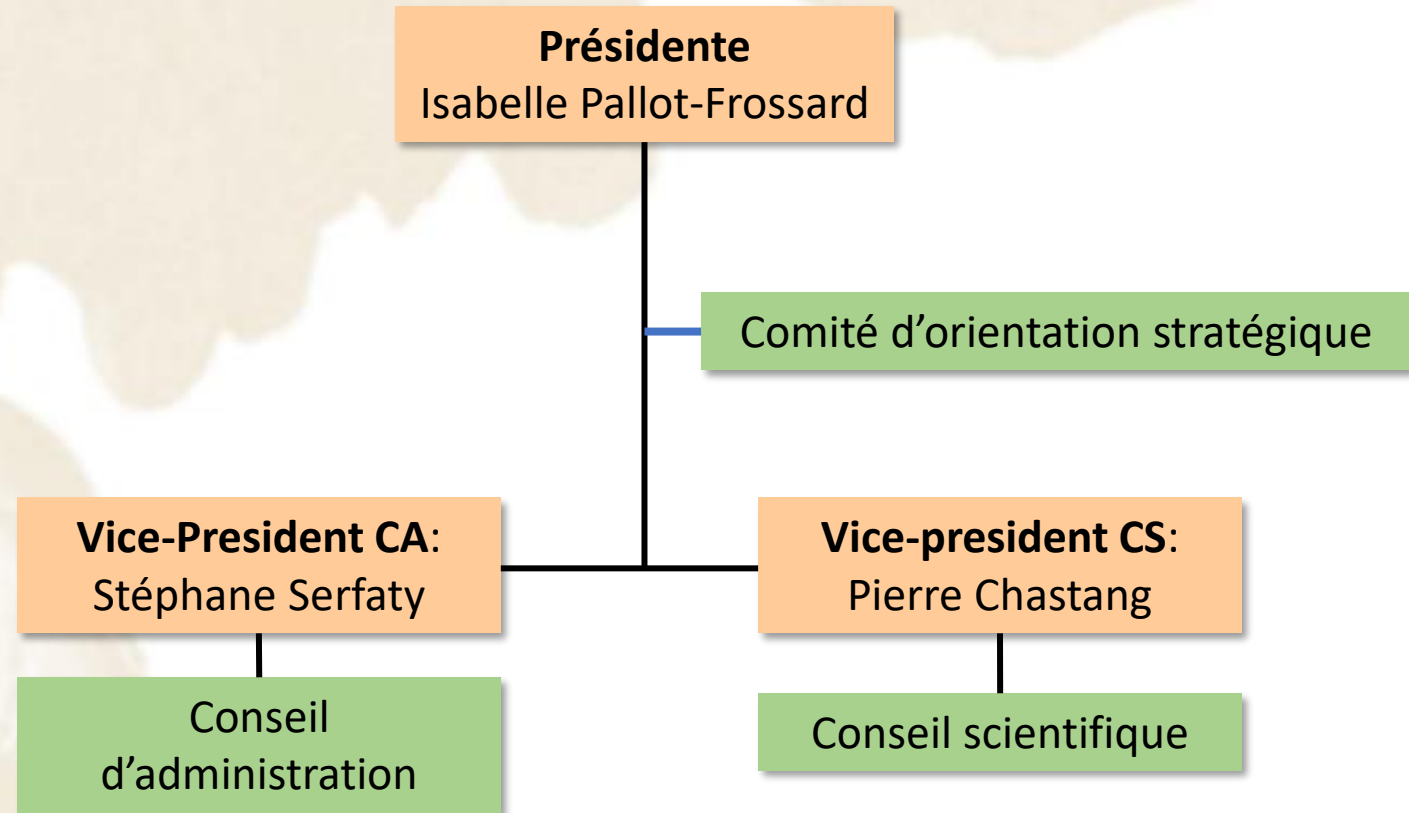 Présidente
Isabelle Pallot-Frossard
Comité d’orientation stratégique
Vice-President CA:
Stéphane Serfaty
Vice-president CS:
Pierre Chastang
Conseil
d’administration
Conseil scientifique